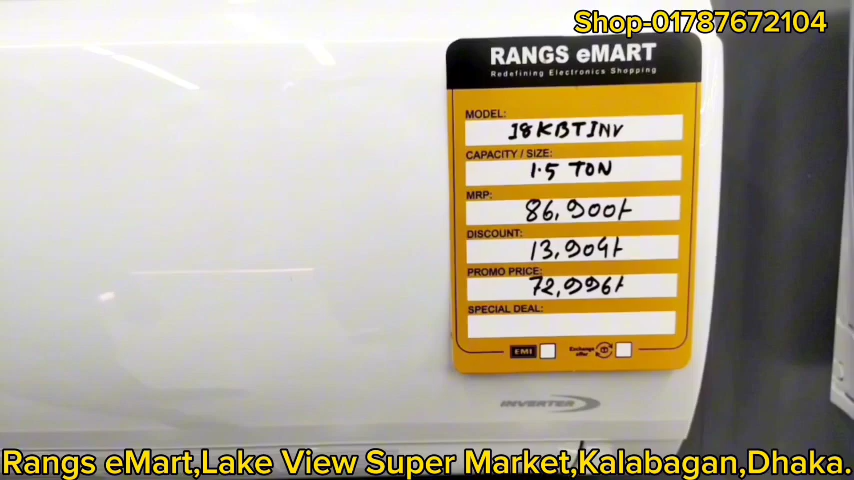 Shop-01787672104
RANGS eMART
Redefining Electronics Shopping
MODEL:
18KBTINV
CAPACITY / SIZE:
1.5 TON
MRP:
86,900/-
DISCOUNT:
13,904/-
PROMO PRICE:
72,996/-
SPECIAL DEAL:
EMI
Exchange offer
INVERTER
Rangs eMart,Lake View Super Market,Kalabagan,Dhaka.